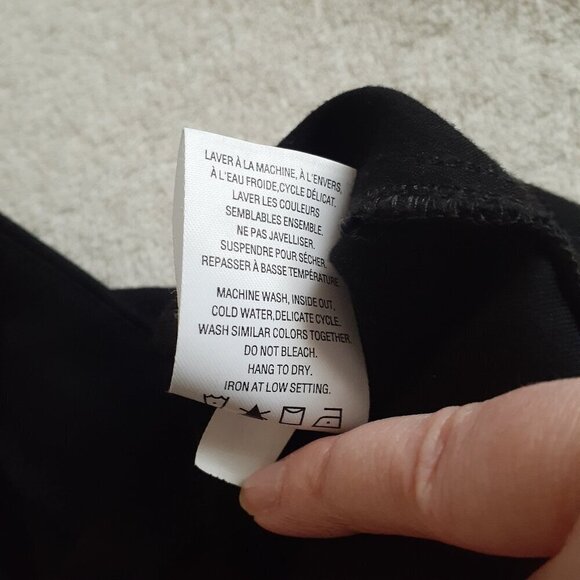 LAVER À LA MACHINE, À L'ENVERS,
À L'EAU FROIDE,CYCLE DÉLICAT.
LAVER LES COULEURS
SEMBLABLES ENSEMBLE.
NE PAS JAVELLISER.
SUSPENDRE POUR SÉCHER.
REPASSER À BASSE TEMPÉRATURE.
MACHINE WASH, INSIDE OUT,
COLD WATER,DELICATE CYCLE.
WASH SIMILAR COLORS TOGETHER.
DO NOT BLEACH.
HANG TO DRY.
IRON AT LOW SETTING.